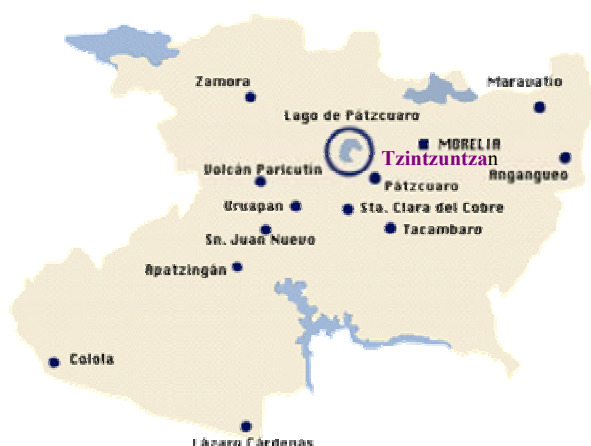 Zamora
Maravatío
Lago de Pátzcuaro
MORELIA
Tzintzuntzan
Volcán Paricutín
Angangueo
Pátzcuaro
Uruapan
Sta. Clara del Cobre
Tacambaro
Sn. Juan Nuevo
Apatzingán
Colola
Lázaro Cárdenas